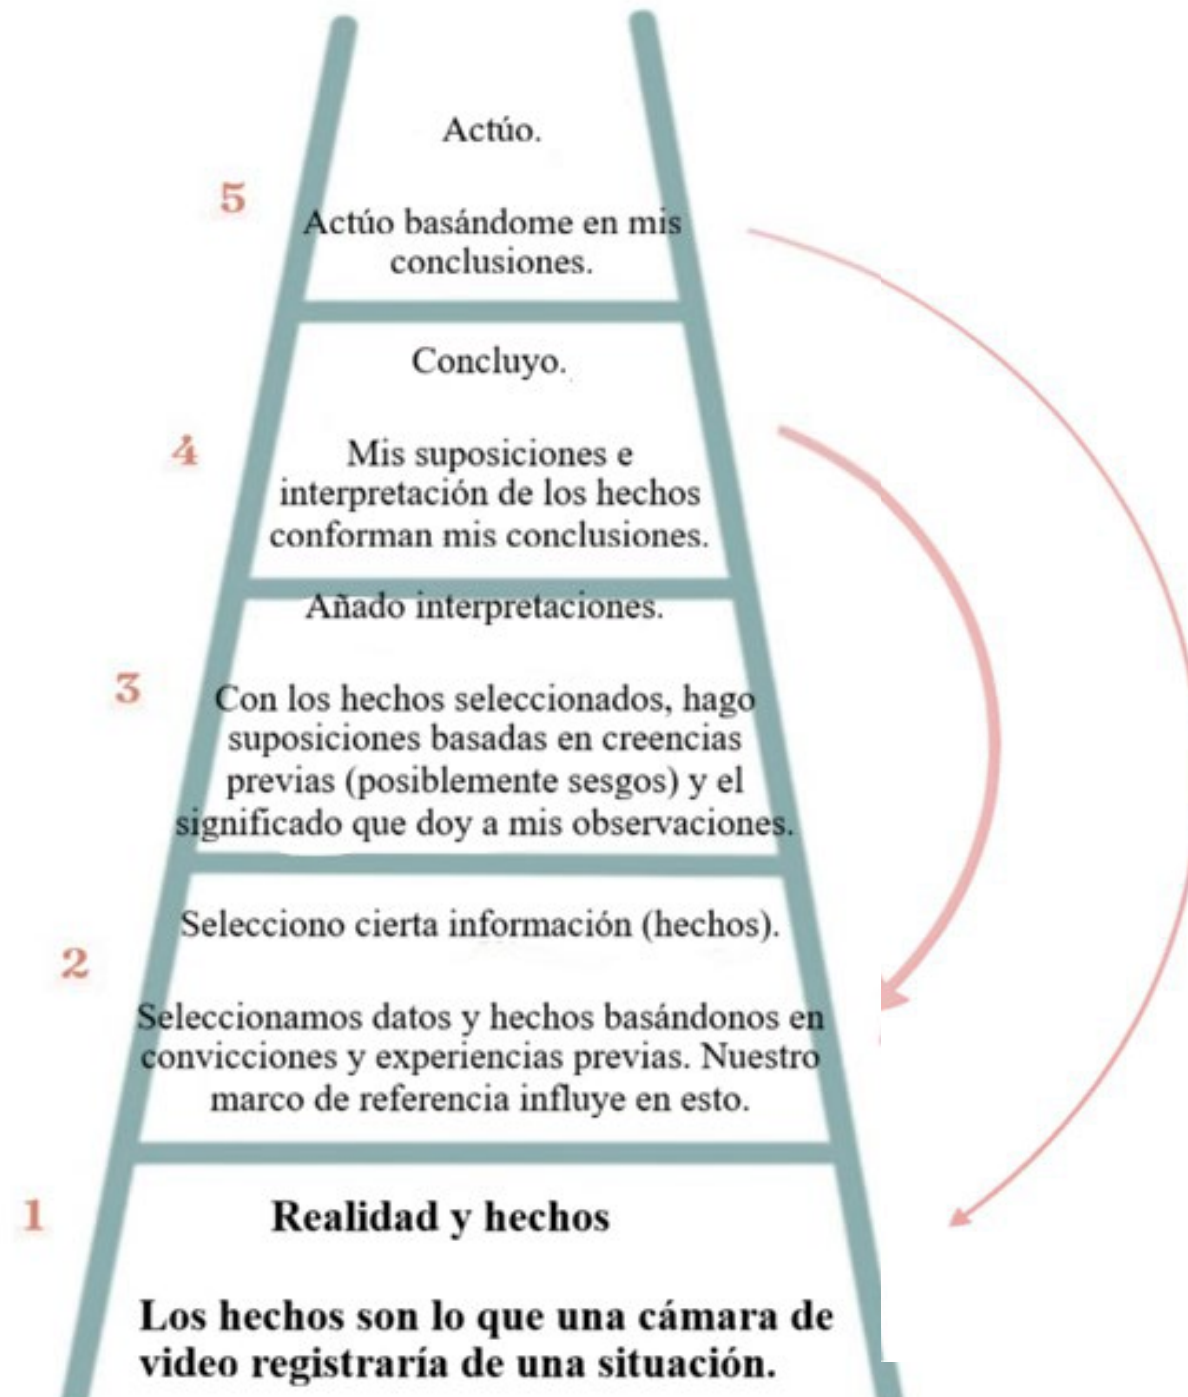 Actúo.
5
Actúo basándome en mis
conclusiones.
Concluyo.
4
Mis suposiciones e
interpretación de los hechos
conforman mis conclusiones.
Añado interpretaciones.
3
Con los hechos seleccionados, hago
suposiciones basadas en creencias
previas (posiblemente sesgos) y el
significado que doy a mis observaciones.
Selecciono cierta información (hechos).
2
Seleccionamos datos y hechos basándonos en
convicciones y experiencias previas. Nuestro
marco de referencia influye en esto.
1
Realidad y hechos
Los hechos son lo que una cámara de
video registraría de una situación.